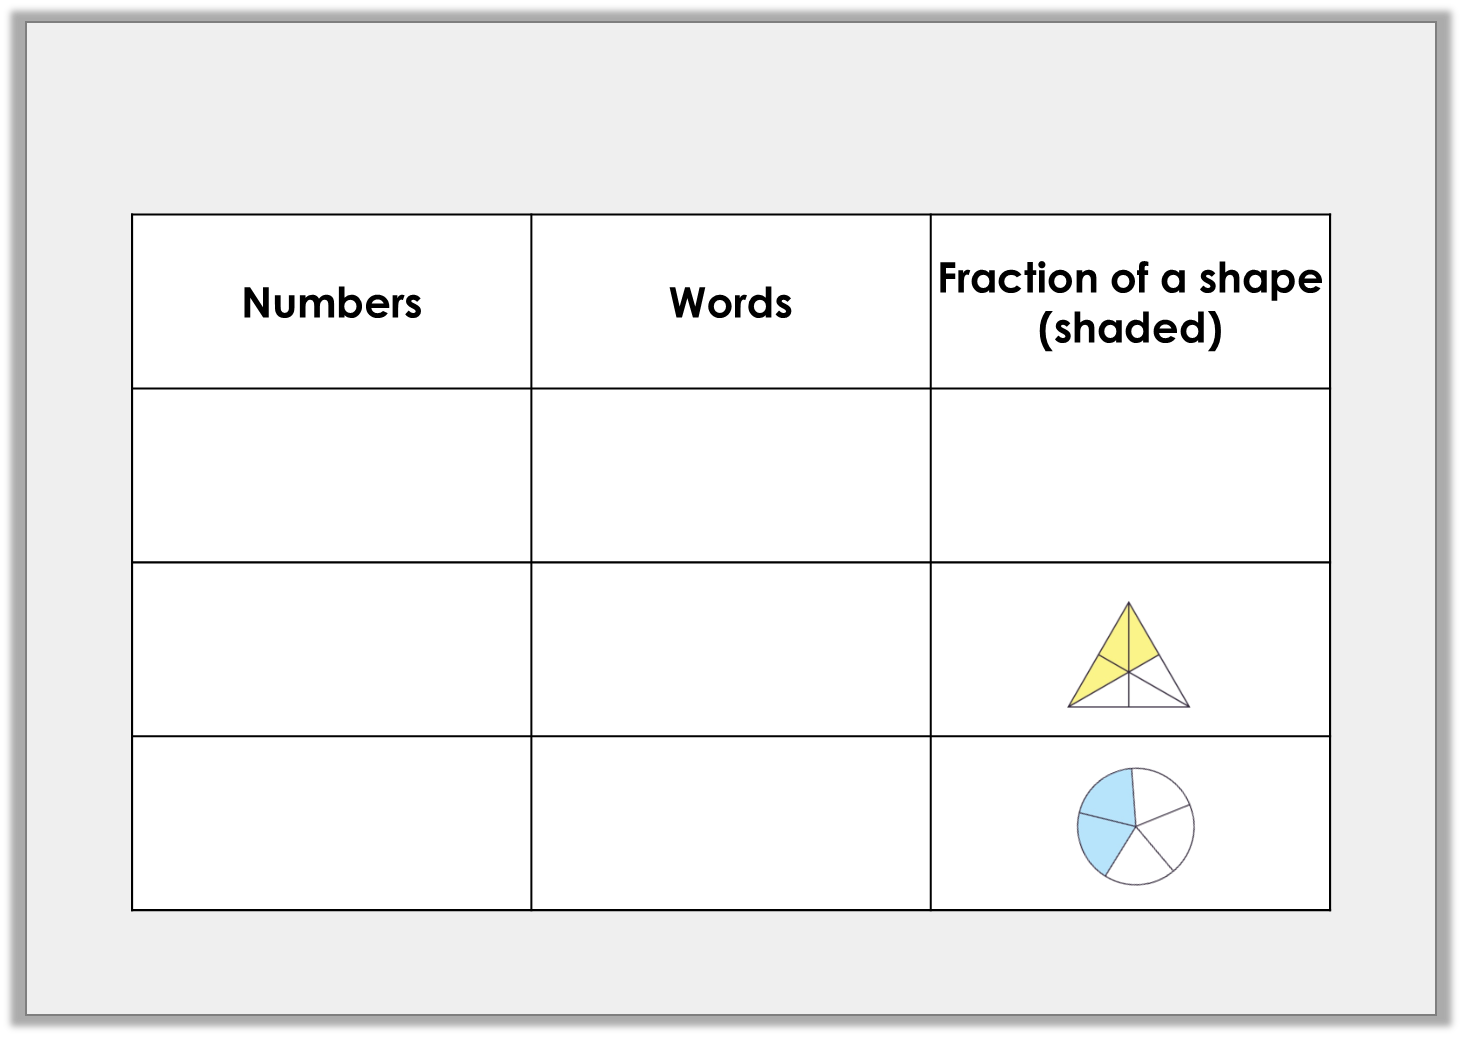 Numbers
Words
Fraction of a shape
(shaded)